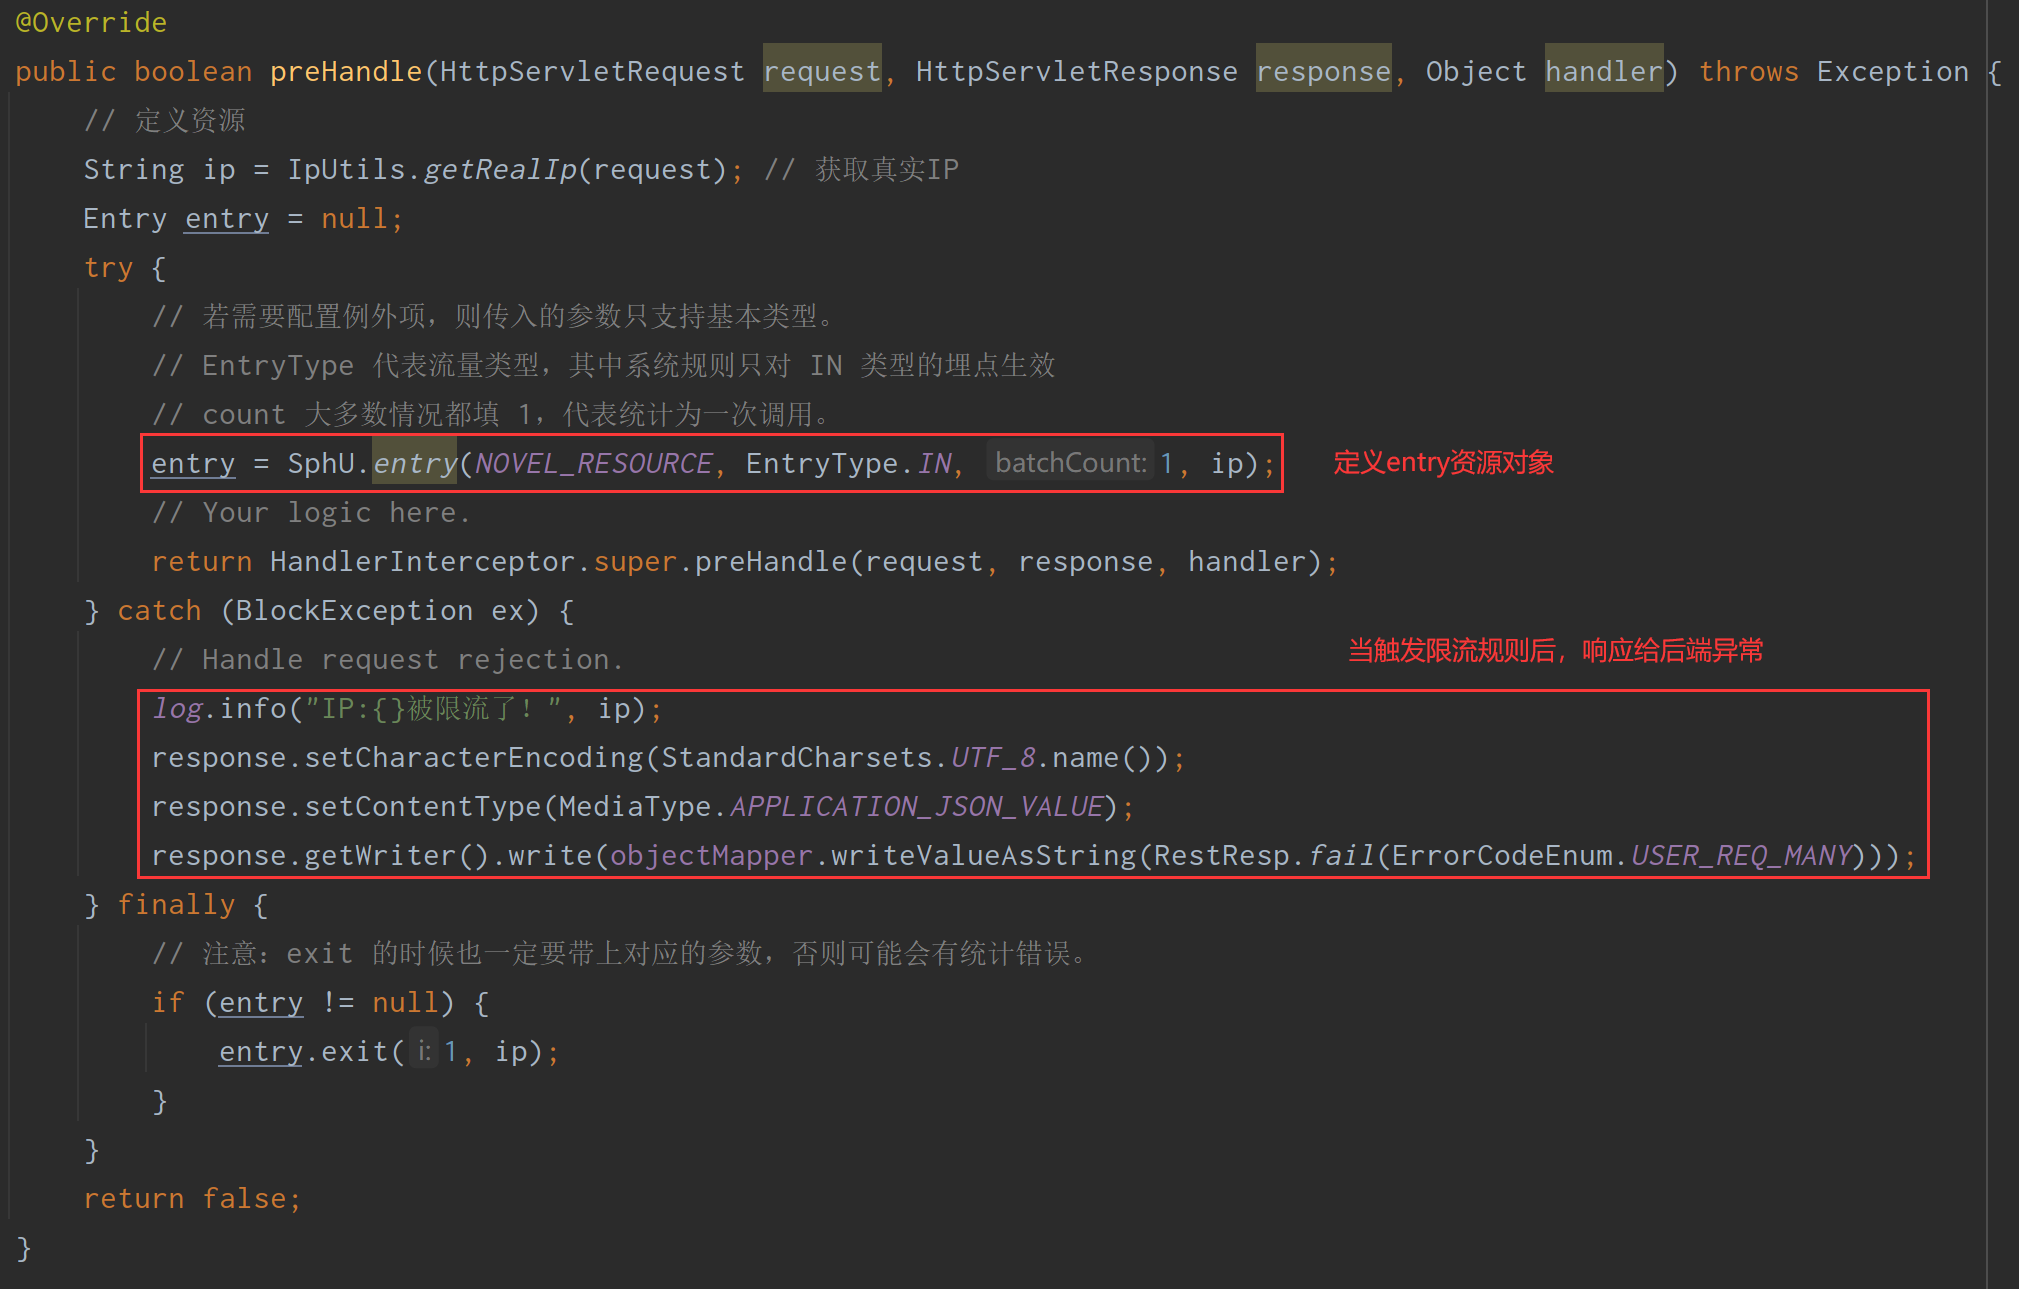 @Override
public boolean preHandle(HttpServletRequest request, HttpServletResponse response, Object handler) throws Exception {
// 定义资源
String ip = IpUtils.getRealIp(request); // 获取真实IP
Entry entry = null;
try {
// 若需要配置例外项，则传入的参数只支持基本类型。
// EntryType 代表流量类型，其中系统规则只对 IN 类型的埋点生效
// count 大多数情况都填 1，代表统计为一次调用。
entry = SphU.entry(NOVEL_RESOURCE, EntryType.IN, batchCount: 1, ip); 定义entry资源对象
// Your logic here.
return HandlerInterceptor.super.preHandle(request, response, handler);
} catch (BlockException ex) {
// Handle request rejection. 当触发限流规则后，响应给后端异常
log.info("IP:{}被限流了！", ip);
response.setCharacterEncoding(StandardCharsets.UTF_8.name());
response.setContentType(MediaType.APPLICATION_JSON_VALUE);
response.getWriter().write(objectMapper.writeValueAsString(RestResp.fail(ErrorCodeEnum.USER_REQ_MANY)));
} finally {
// 注意：exit 的时候也一定要带上对应的参数，否则可能会有统计错误。
if (entry != null) {
entry.exit( i: 1, ip);
}
}
return false;
}